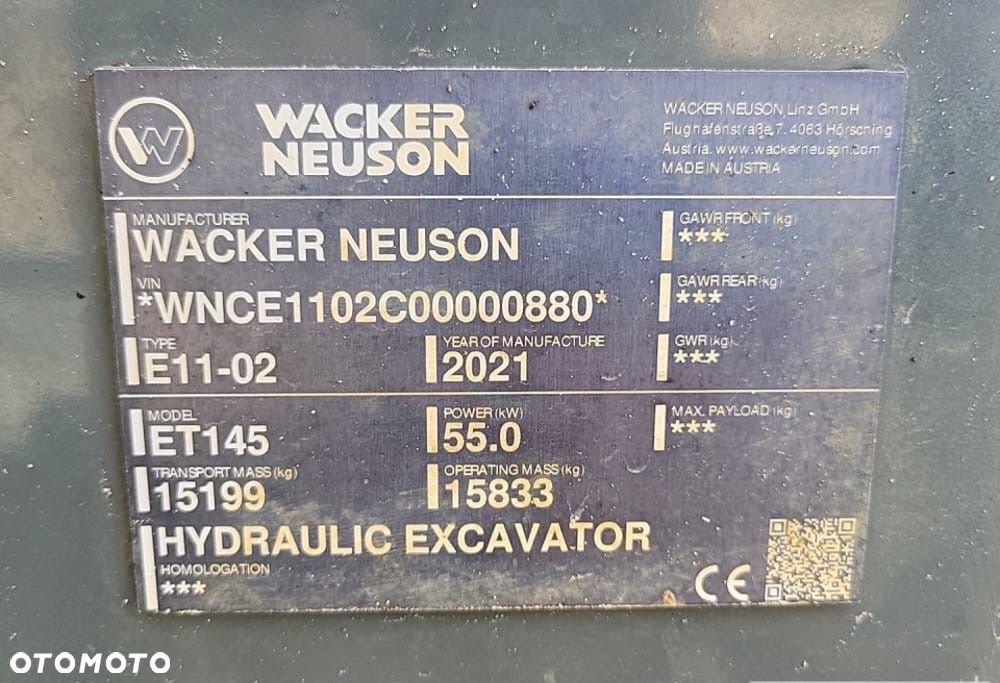 WACKER
NEUSON
WACKER NEUSON Linz GmbH
Flughafenstraße 7, 4063 Hörsching
Austria. www.wackerneuson.com
MADE IN AUSTRIA
MANUFACTURER
WACKER NEUSON
GAWR FRONT (kg)
***
VIN
*WNCE1102C00000880*
GAWR REAR (kg)
***
TYPE
E11-02
YEAR OF MANUFACTURE
2021
GWR (kg)
***
MODEL
ET145
POWER (kW)
55.0
MAX. PAYLOAD (kg)
***
TRANSPORT MASS (kg)
15199
OPERATING MASS (kg)
15833
HYDRAULIC EXCAVATOR
HOMOLOGATION
***
CE
OTOMOTO